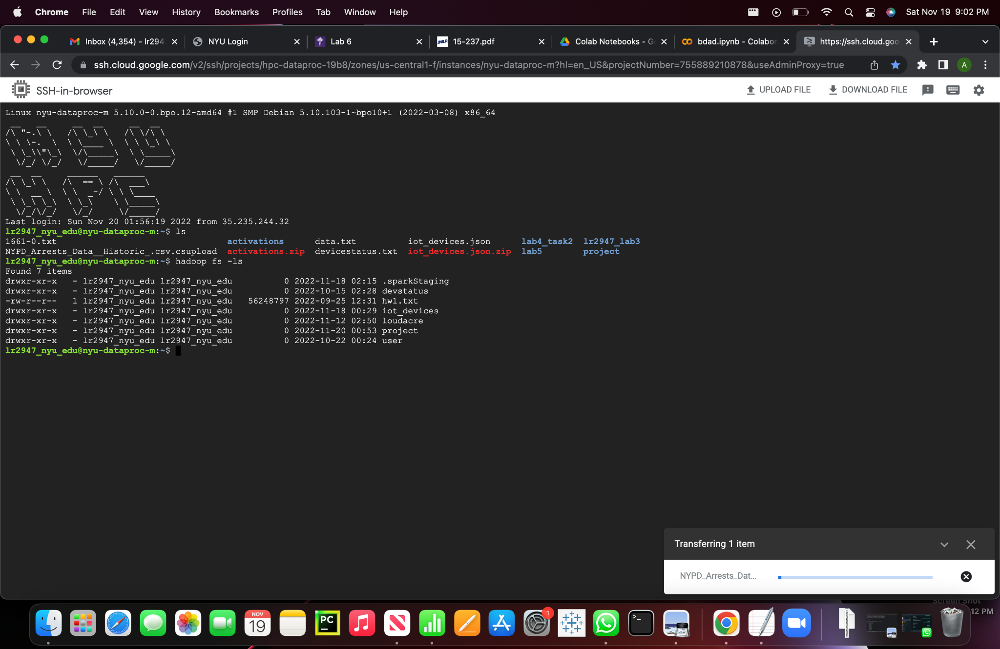 Chrome File Edit View History Bookmarks Profiles Tab Window Help Sat Nov 19 9:02 PM
Inbox (4,354) - lr294 NYU Login Lab 6 JMLR 15-237.pdf Colab Notebooks - Go bdad.ipynb - Colabor https://ssh.cloud.goo
ssh.cloud.google.com/v2/ssh/projects/hpc-dataproc-19b8/zones/us-central1-f/instances/nyu-dataproc-m?hl=en_US&projectNumber=755889210878&useAdminProxy=true A
SSH-in-browser UPLOAD FILE DOWNLOAD FILE
Linux nyu-dataproc-m 5.10.0-0.bpo.12-amd64 #1 SMP Debian 5.10.103-1~bpo10+1 (2022-03-08) x86_64
 __   __     __  __     __  __
/\ "-.\ \   /\ \_\ \   /\ \/\ \
\ \ \-.  \  \ \____ \  \ \ \_\ \
 \ \_\\"\_\  \/\_____\  \ \_____\
  \/_/ \/_/   \/_____/   \/_____/
 __  __     ______   ______
/\ \_\ \   /\  == \ /\  ___\
\ \  __ \  \ \  _-/ \ \ \____
 \ \_\ \_\  \ \_\    \ \_____\
  \/_/\/_/   \/_/     \/_____/
Last login: Sun Nov 20 01:56:19 2022 from 35.235.244.32
lr2947_nyu_edu@nyu-dataproc-m:~$ ls
1661-0.txt activations data.txt iot_devices.json lab4_task2 lr2947_lab3
NYPD_Arrests_Data__Historic_.csv.csupload activations.zip devicestatus.txt iot_devices.json.zip lab5 project
lr2947_nyu_edu@nyu-dataproc-m:~$ hadoop fs -ls
Found 7 items
drwxr-xr-x   - lr2947_nyu_edu lr2947_nyu_edu          0 2022-11-18 02:15 .sparkStaging
drwxr-xr-x   - lr2947_nyu_edu lr2947_nyu_edu          0 2022-10-15 02:28 devstatus
-rw-r--r--   1 lr2947_nyu_edu lr2947_nyu_edu   56248797 2022-09-25 12:31 hw1.txt
drwxr-xr-x   - lr2947_nyu_edu lr2947_nyu_edu          0 2022-11-18 00:29 iot_devices
drwxr-xr-x   - lr2947_nyu_edu lr2947_nyu_edu          0 2022-11-12 02:50 loudacre
drwxr-xr-x   - lr2947_nyu_edu lr2947_nyu_edu          0 2022-11-20 00:53 project
drwxr-xr-x   - lr2947_nyu_edu lr2947_nyu_edu          0 2022-10-22 00:24 user
lr2947_nyu_edu@nyu-dataproc-m:~$
Transferring 1 item
NYPD_Arrests_Dat...
Screen Shot
12 PM
NOV 1
19 PC >_